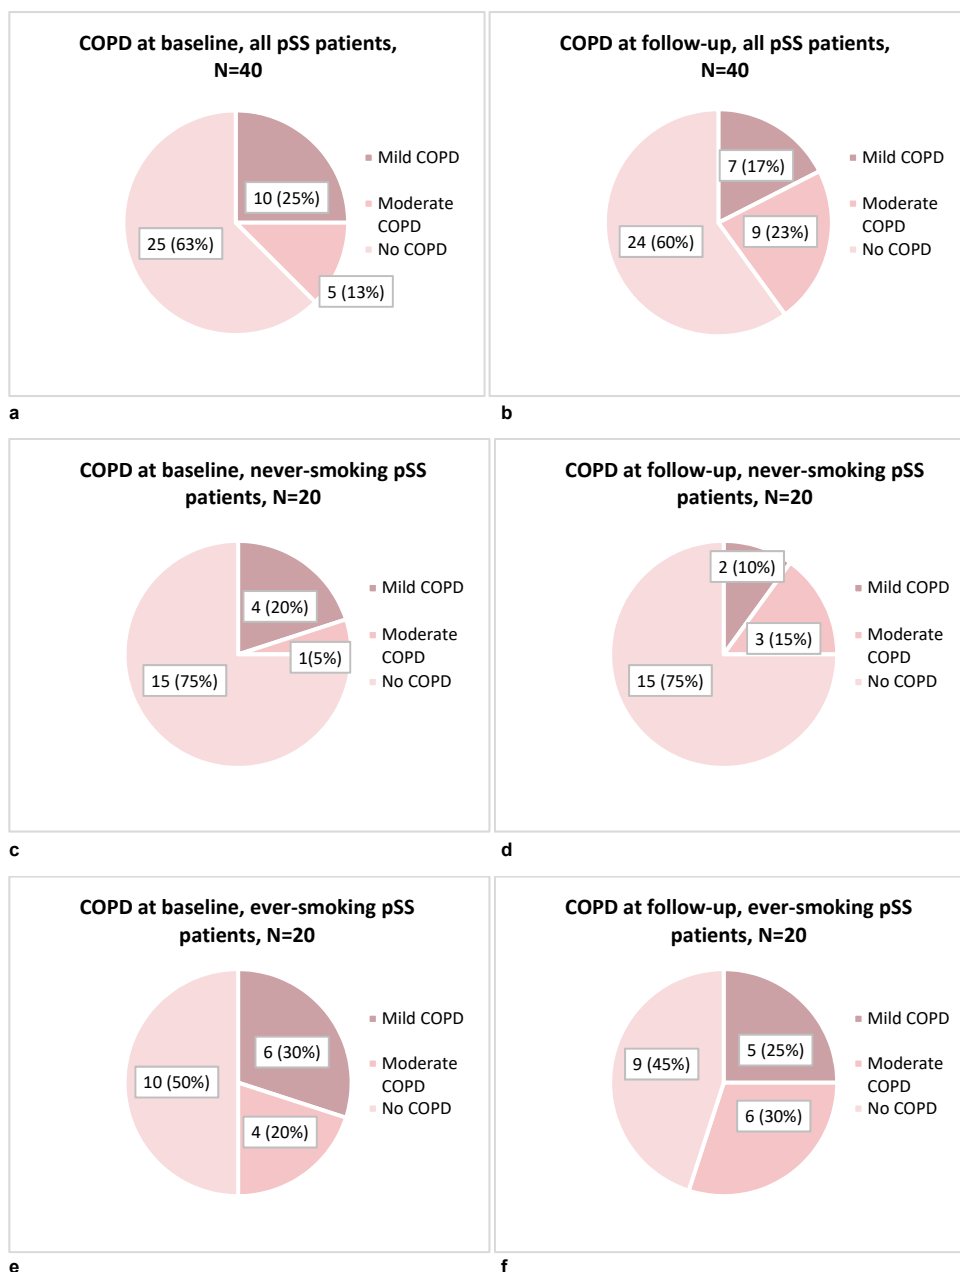 COPD at baseline, all pSS patients,
N=40
10 (25%)
25 (63%)
5 (13%)
Mild COPD
Moderate
COPD
No COPD
a
COPD at follow-up, all pSS patients,
N=40
7 (17%)
9 (23%)
24 (60%)
Mild COPD
Moderate
COPD
No COPD
b
COPD at baseline, never-smoking pSS
patients, N=20
4 (20%)
1(5%)
15 (75%)
Mild COPD
Moderate
COPD
No COPD
c
COPD at follow-up, never-smoking pSS
patients, N=20
2 (10%)
3 (15%)
15 (75%)
Mild COPD
Moderate
COPD
No COPD
d
COPD at baseline, ever-smoking pSS
patients, N=20
6 (30%)
10 (50%)
4 (20%)
Mild COPD
Moderate
COPD
No COPD
e
COPD at follow-up, ever-smoking pSS
patients, N=20
5 (25%)
9 (45%)
6 (30%)
Mild COPD
Moderate
COPD
No COPD
f